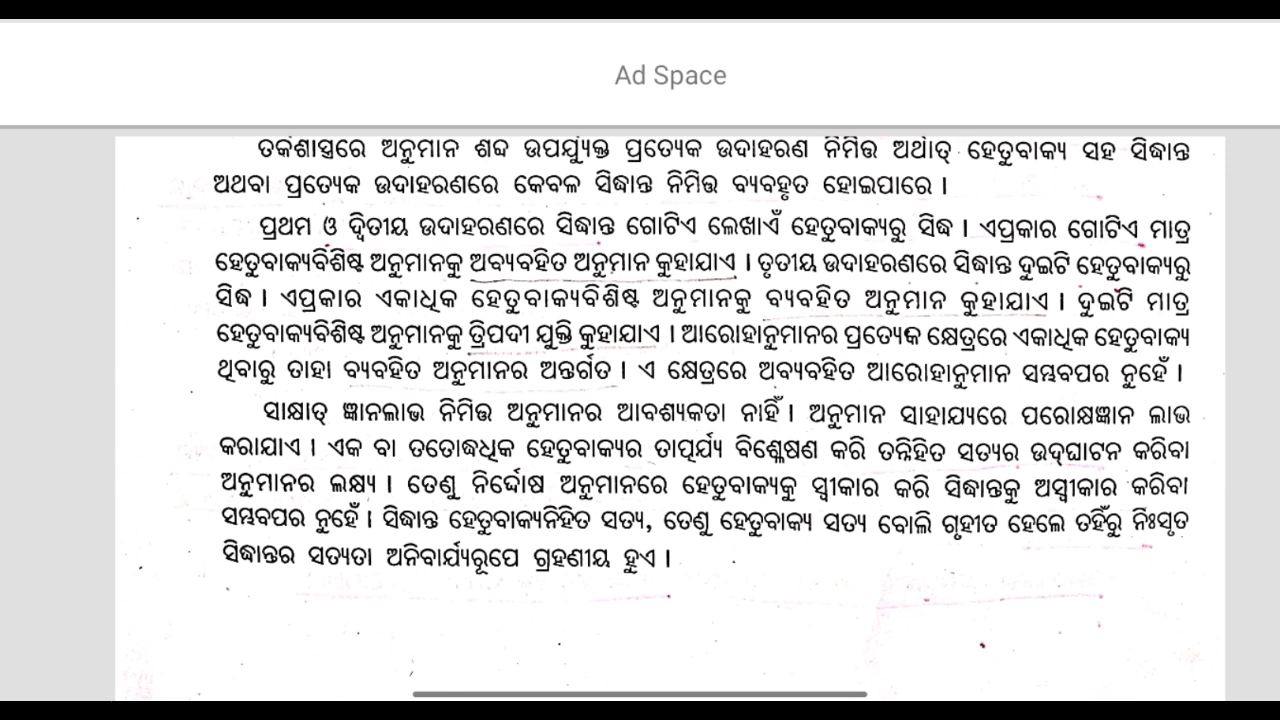 Ad Space
ତର୍କଶାସ୍ତ୍ରରେ ଅନୁମାନ ଶବ୍ଦ ଉପର୍ଯ୍ୟୁକ୍ତ ପ୍ରତ୍ୟେକ ଉଦାହରଣ ନିମିତ୍ତ ଅର୍ଥାତ୍ ହେତୁବାକ୍ୟ ସହ ସିଦ୍ଧାନ୍ତ
ଅଥବା ପ୍ରତ୍ୟେକ ଉଦାହରଣରେ କେବଳ ସିଦ୍ଧାନ୍ତ ନିମିତ୍ତ ବ୍ୟବହୃତ ହୋଇପାରେ ।
ପ୍ରଥମ ଓ ଦ୍ୱିତୀୟ ଉଦାହରଣରେ ସିଦ୍ଧାନ୍ତ ଗୋଟିଏ ଲେଖାଏଁ ହେତୁବାକ୍ୟରୁ ସିଦ୍ଧ । ଏପ୍ରକାର ଗୋଟିଏ ମାତ୍ର
ହେତୁବାକ୍ୟବିଶିଷ୍ଟ ଅନୁମାନକୁ ଅବ୍ୟବହିତ ଅନୁମାନ କୁହାଯାଏ । ତୃତୀୟ ଉଦାହରଣରେ ସିଦ୍ଧାନ୍ତ ଦୁଇଟି ହେତୁବାକ୍ୟରୁ
ସିଦ୍ଧ । ଏପ୍ରକାର ଏକାଧିକ ହେତୁବାକ୍ୟବିଶିଷ୍ଟ ଅନୁମାନକୁ ବ୍ୟବହିତ ଅନୁମାନ କୁହାଯାଏ । ଦୁଇଟି ମାତ୍ର
ହେତୁବାକ୍ୟବିଶିଷ୍ଟ ଅନୁମାନକୁ ତ୍ରିପଦୀ ଯୁକ୍ତି କୁହାଯାଏ । ଆରୋହାନୁମାନର ପ୍ରତ୍ୟେକ କ୍ଷେତ୍ରରେ ଏକାଧିକ ହେତୁବାକ୍ୟ
ଥିବାରୁ ତାହା ବ୍ୟବହିତ ଅନୁମାନର ଅନ୍ତର୍ଗତ । ଏ କ୍ଷେତ୍ରରେ ଅବ୍ୟବହିତ ଆରୋହାନୁମାନ ସମ୍ଭବପର ନୁହେଁ ।
ସାକ୍ଷାତ୍ ଜ୍ଞାନଲାଭ ନିମିତ୍ତ ଅନୁମାନର ଆବଶ୍ୟକତା ନାହିଁ । ଅନୁମାନ ସାହାଯ୍ୟରେ ପରୋକ୍ଷଜ୍ଞାନ ଲାଭ
କରାଯାଏ । ଏକ ବା ତତୋଦ୍ଧଧିକ ହେତୁବାକ୍ୟର ତାତ୍ପର୍ଯ୍ୟ ବିଶ୍ଳେଷଣ କରି ତନ୍ନିହିତ ସତ୍ୟର ଉଦ୍‌ଘାଟନ କରିବା
ଅନୁମାନର ଲକ୍ଷ୍ୟ । ତେଣୁ ନିର୍ଦ୍ଦୋଷ ଅନୁମାନରେ ହେତୁବାକ୍ୟକୁ ସ୍ୱୀକାର କରି ସିଦ୍ଧାନ୍ତକୁ ଅସ୍ୱୀକାର କରିବା
ସମ୍ଭବପର ନୁହେଁ । ସିଦ୍ଧାନ୍ତ ହେତୁବାକ୍ୟନିହିତ ସତ୍ୟ, ତେଣୁ ହେତୁବାକ୍ୟ ସତ୍ୟ ବୋଲି ଗୃହୀତ ହେଲେ ତହିଁରୁ ନିଃସୃତ
ସିଦ୍ଧାନ୍ତର ସତ୍ୟତା ଅନିବାର୍ଯ୍ୟରୂପେ ଗ୍ରହଣୀୟ ହୁଏ ।